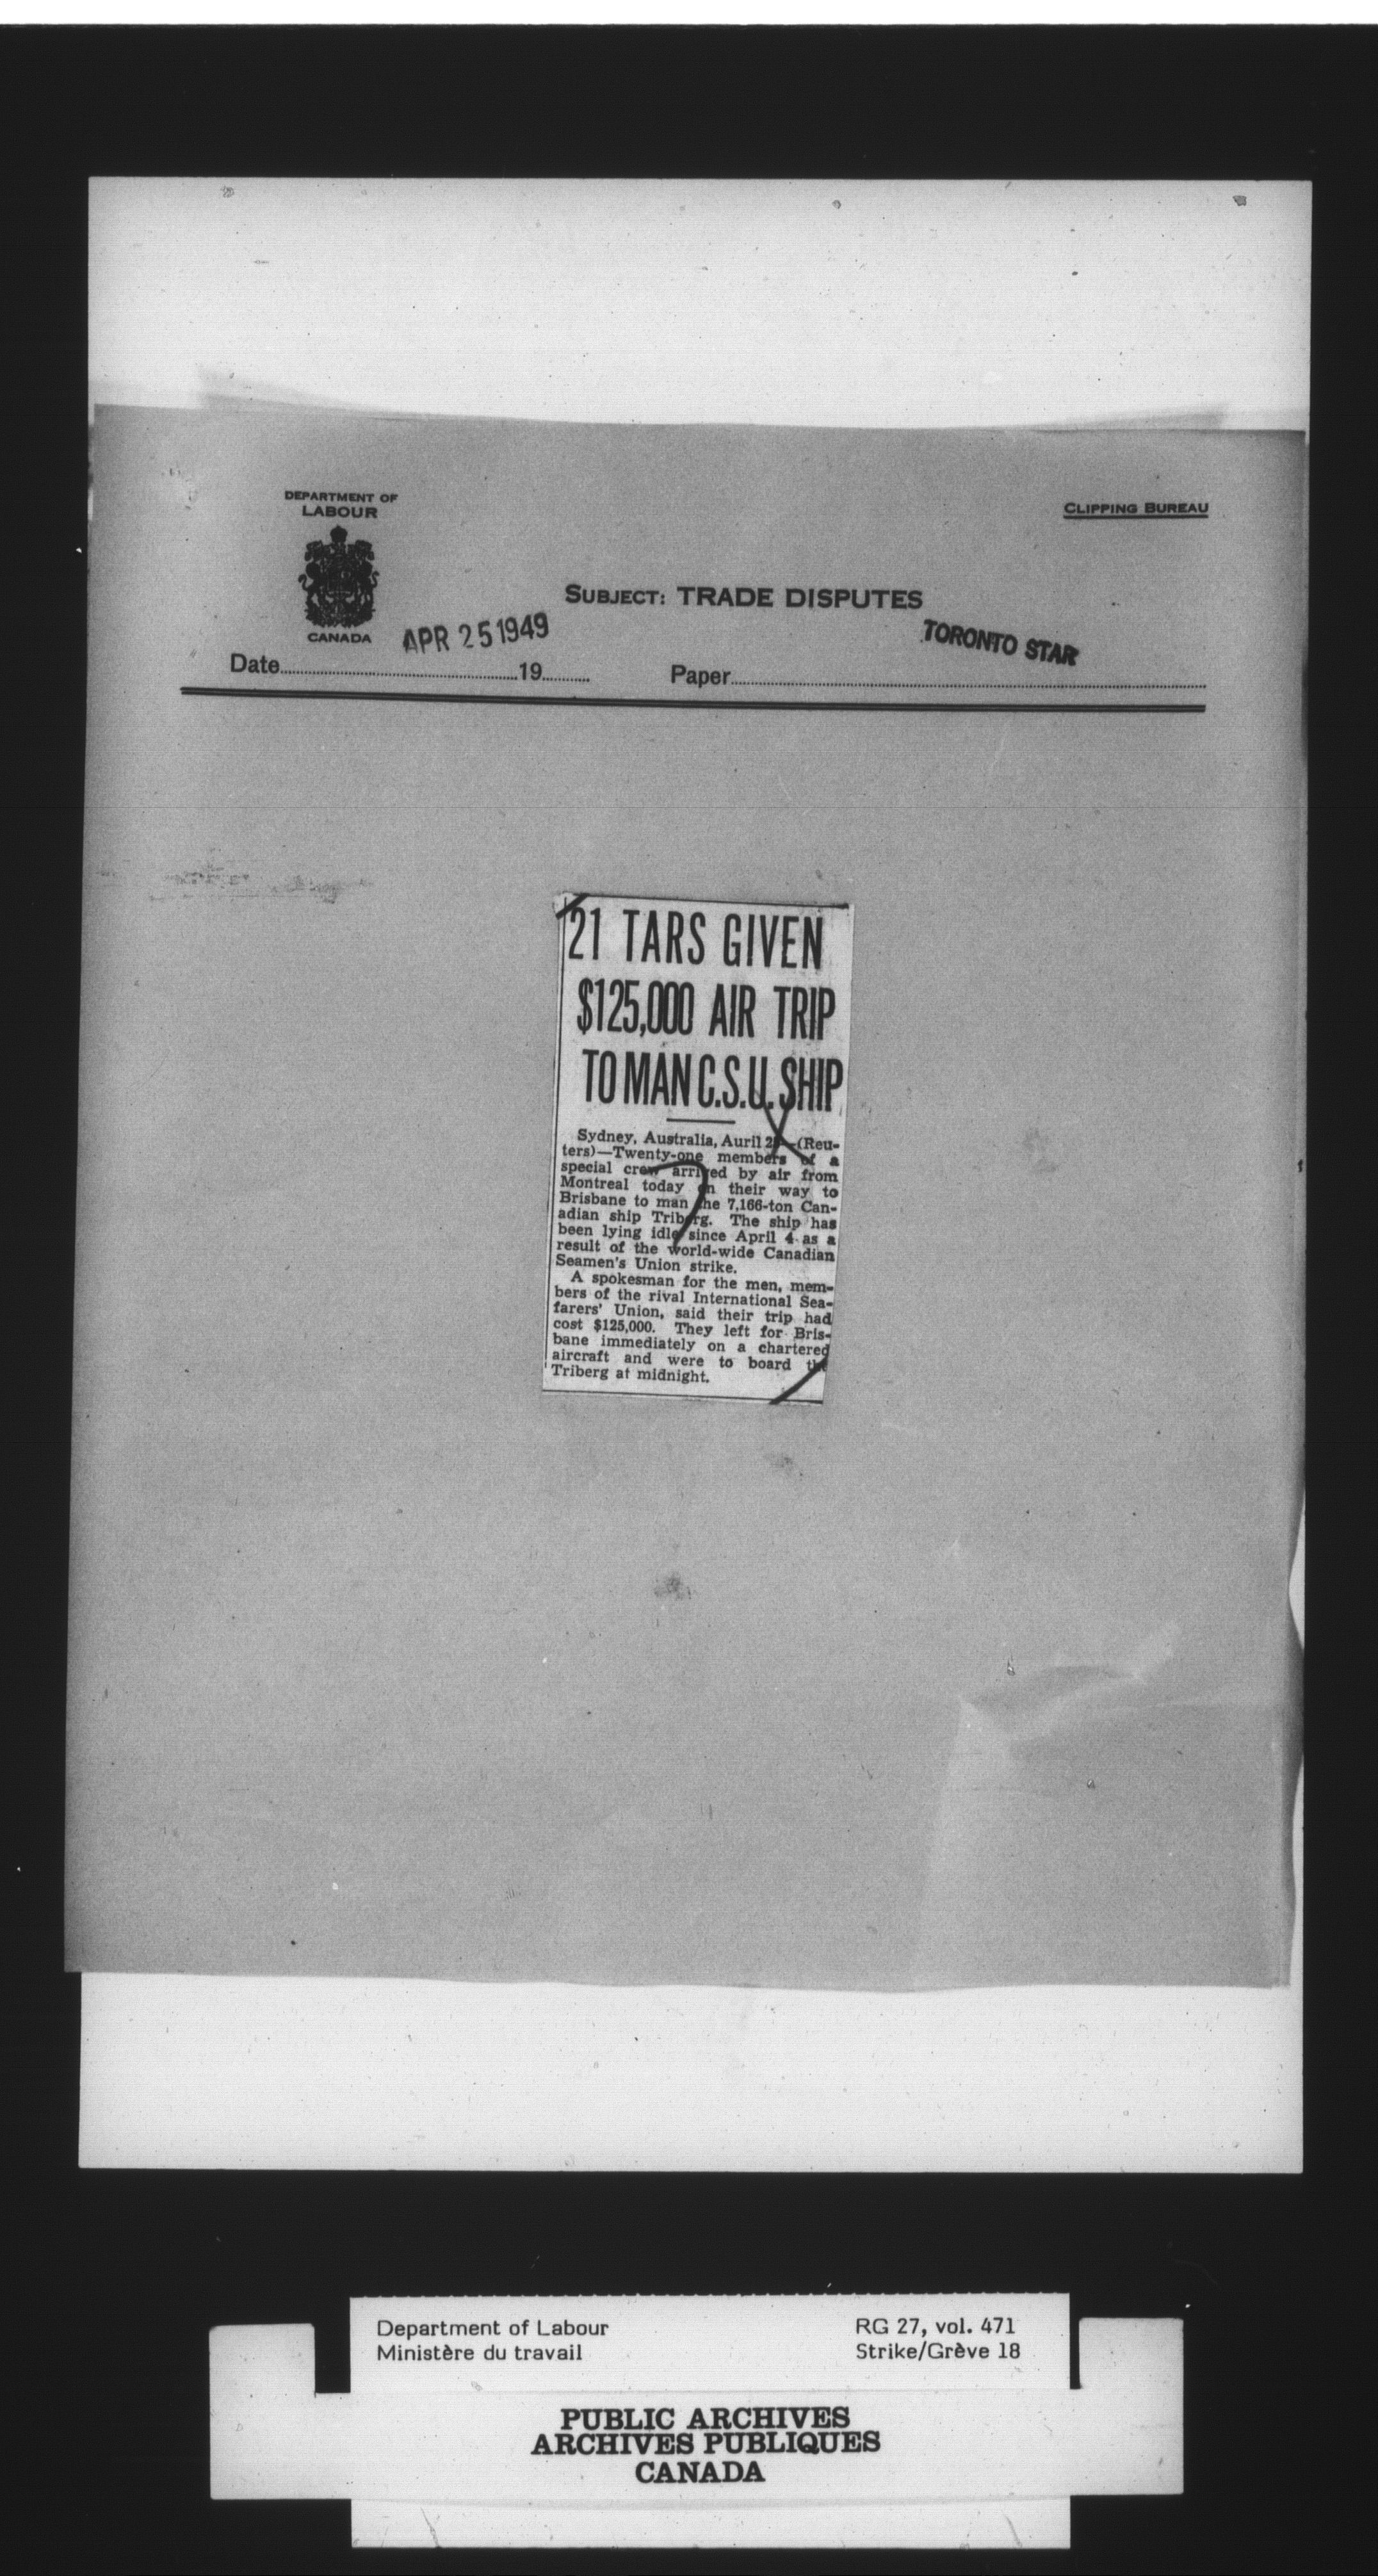 DEPARTMENT OF
LABOUR
CANADA
CLIPPING BUREAU
SUBJECT: TRADE DISPUTES
APR 25 1949
TORONTO STAR
Date 19
Paper
21 TARS GIVEN
$125,000 AIR TRIP
TO MAN C.S.U. SHIP
Sydney, Australia, Auril (Reu-
ters)—Twenty-one members of a
special crew arrived by air from
Montreal today on their way to
Brisbane to man the 7,166-ton Can-
adian ship Triberg. The ship has
been lying idle since April 4 as a
result of the world-wide Canadian
Seamen's Union strike.
A spokesman for the men, mem-
bers of the rival International Sea-
farers' Union, said their trip had
cost $125,000. They left for Bris-
bane immediately on a chartered
aircraft and were to board the
Triberg at midnight.
Department of Labour
Ministère du travail
RG 27, vol. 471
Strike/Grève 18
PUBLIC ARCHIVES
ARCHIVES PUBLIQUES
CANADA